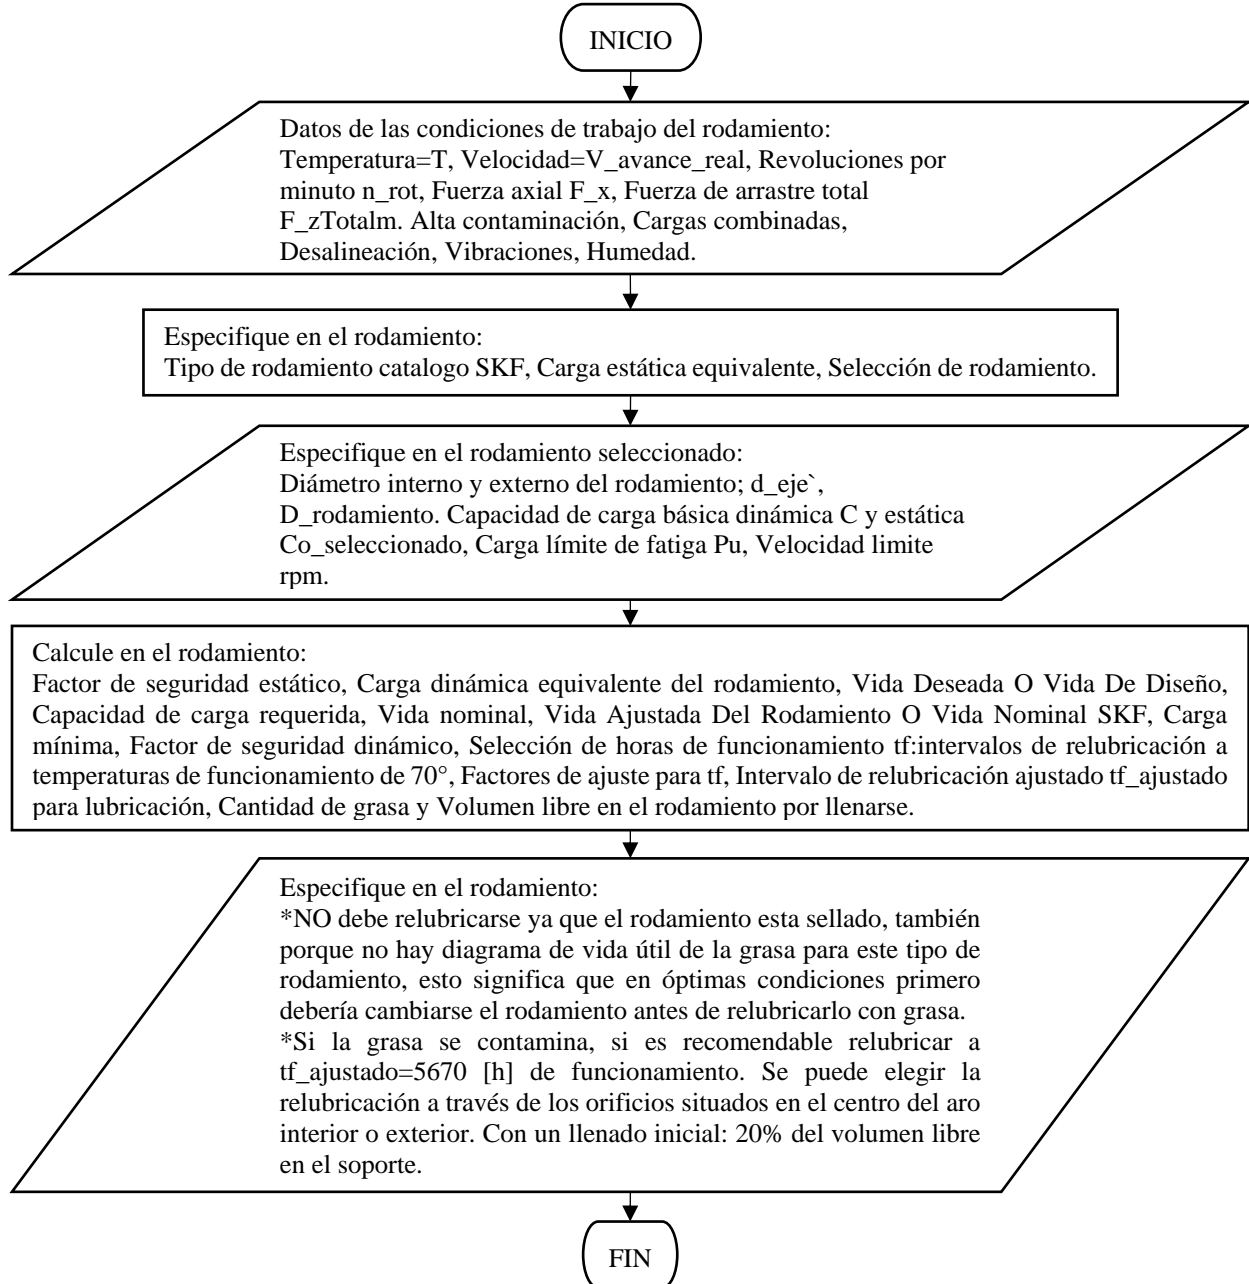 INICIO
Datos de las condiciones de trabajo del rodamiento:
Temperatura=T, Velocidad=V_avance_real, Revoluciones por
minuto n_rot, Fuerza axial F_x, Fuerza de arrastre total
F_zTotalm. Alta contaminación, Cargas combinadas,
Desalineación, Vibraciones, Humedad.
Especifique en el rodamiento:
Tipo de rodamiento catalogo SKF, Carga estática equivalente, Selección de rodamiento.
Especifique en el rodamiento seleccionado:
Diámetro interno y externo del rodamiento; d_eje`,
D_rodamiento. Capacidad de carga básica dinámica C y estática
Co_seleccionado, Carga límite de fatiga Pu, Velocidad limite
rpm.
Calcule en el rodamiento:
Factor de seguridad estático, Carga dinámica equivalente del rodamiento, Vida Deseada O Vida De Diseño,
Capacidad de carga requerida, Vida nominal, Vida Ajustada Del Rodamiento O Vida Nominal SKF, Carga
mínima, Factor de seguridad dinámico, Selección de horas de funcionamiento tf:intervalos de relubricación a
temperaturas de funcionamiento de 70°, Factores de ajuste para tf, Intervalo de relubricación ajustado tf_ajustado
para lubricación, Cantidad de grasa y Volumen libre en el rodamiento por llenarse.
Especifique en el rodamiento:
*NO debe relubricarse ya que el rodamiento esta sellado, también
porque no hay diagrama de vida útil de la grasa para este tipo de
rodamiento, esto significa que en óptimas condiciones primero
debería cambiarse el rodamiento antes de relubricarlo con grasa.
*Si la grasa se contamina, si es recomendable relubricar a
tf_ajustado=5670 [h] de funcionamiento. Se puede elegir la
relubricación a través de los orificios situados en el centro del aro
interior o exterior. Con un llenado inicial: 20% del volumen libre
en el soporte.
FIN